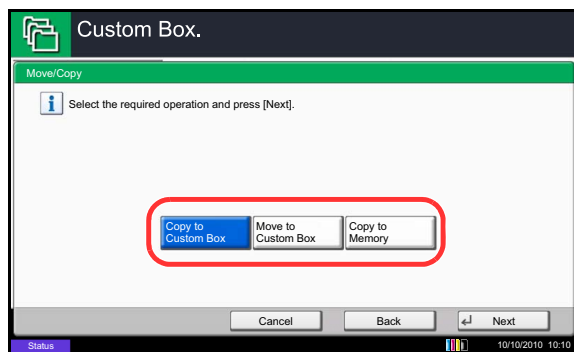 Custom Box.
Move/Copy
i Select the required operation and press [Next].
Copy to Custom Box
Move to Custom Box
Copy to Memory
Cancel Back Next
Status 10/10/2010 10:10